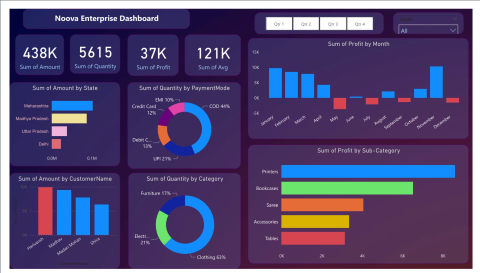 Noova Enterprise Dashboard
Qtr 1 Qtr 2 Qtr 3 Qtr 4
All
438K 5615 37K 121K
Sum of Amount Sum of Quantity Sum of Profit Sum of Avg
Sum of Profit by Month
15K
10K
5K
0K
-5K
January February March April May June July August September October November December
Sum of Amount by State
Maharashtra
Madhya Pradesh
Uttar Pradesh
Delhi
0.0M 0.1M
Sum of Quantity by PaymentMode
EMI 10%
Credit Card
12%
COD 44%
Debit C...
13%
UPI 21%
Sum of Profit by Sub-Category
Printers
Bookcases
Saree
Accessories
Tables
0K 2K 4K 6K 8K
Sum of Amount by CustomerName
Harivansh Madhav Madan Mohan Shiva
Sum of Quantity by Category
Furniture 17%
Electr...
21%
Clothing 63%